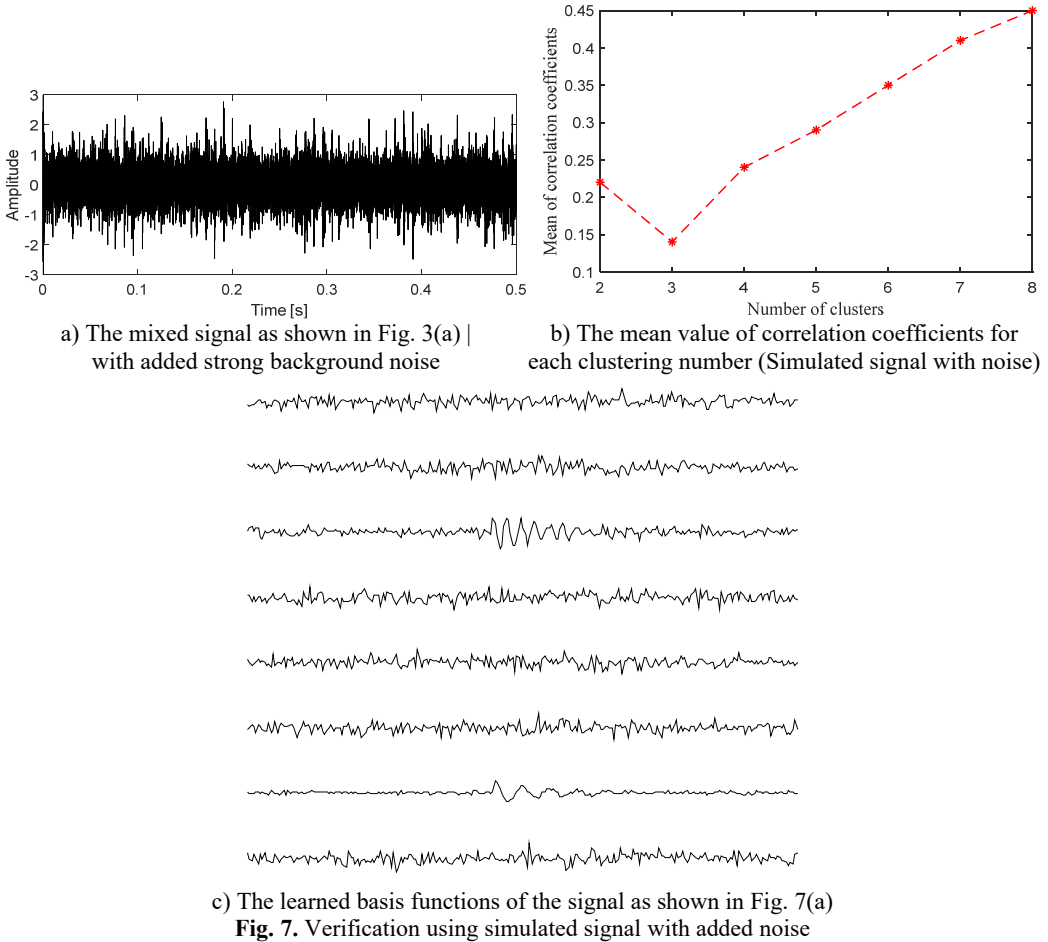 3
2
1
0
-1
-2
-3
Amplitude
0 0.1 0.2 0.3 0.4 0.5
Time [s]
a) The mixed signal as shown in Fig. 3(a) |
with added strong background noise
0.45
0.4
0.35
0.25
0.2
0.15
0.1
Mean of correlation coefficients
2 3 4 5 6 7 8
Number of clusters
b) The mean value of correlation coefficients for
each clustering number (Simulated signal with noise)
c) The learned basis functions of the signal as shown in Fig. 7(a)
Fig. 7. Verification using simulated signal with added noise